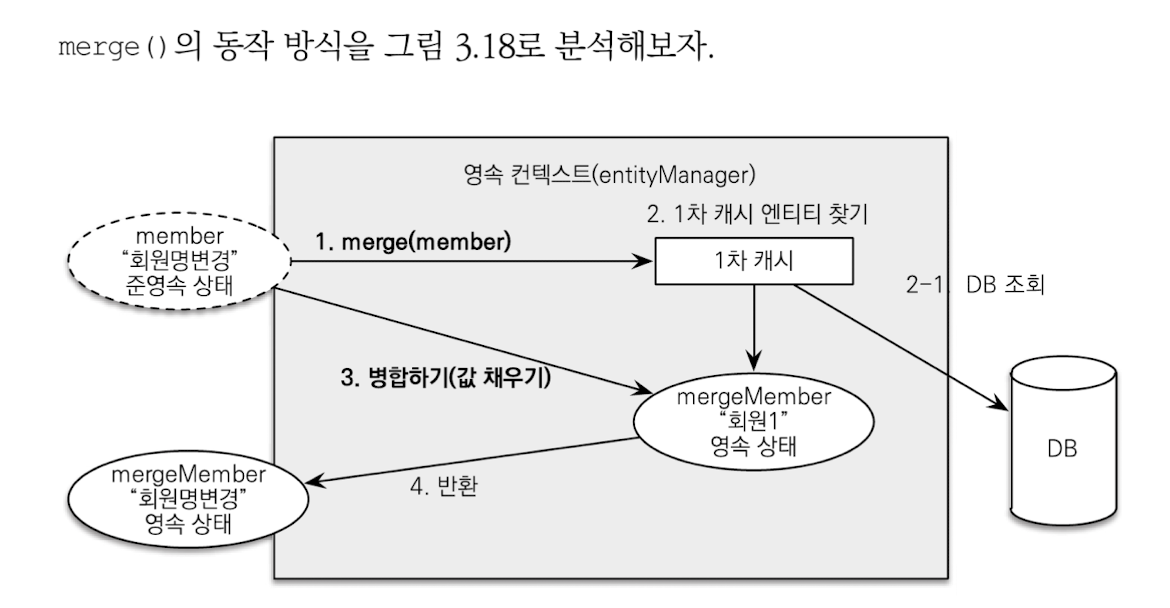 merge()의 동작 방식을 그림 3.18로 분석해보자.
영속 컨텍스트(entityManager)
2. 1차 캐시 엔티티 찾기
member
“회원명변경”
준영속 상태
1. merge(member)
1차 캐시
2-1. DB 조회
3. 병합하기(값 채우기)
mergeMember
“회원1”
영속 상태
DB
mergeMember
“회원명변경”
영속 상태
4. 반환